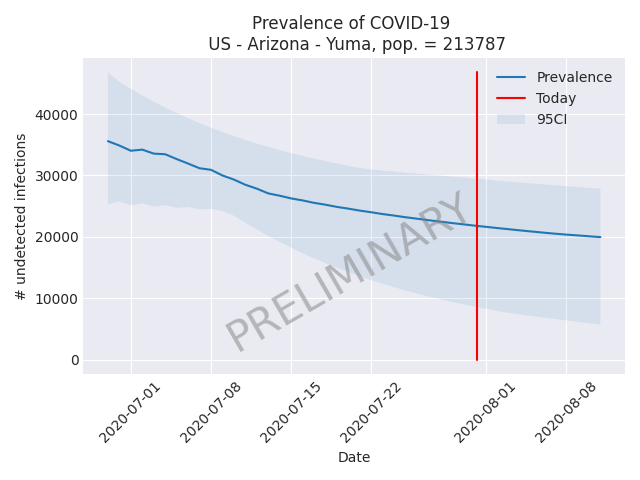 Prevalence of COVID-19
US - Arizona - Yuma, pop. = 213787
Prevalence
Today
95CI
# undetected infections
40000
30000
20000
10000
0
PRELIMINARY
2020-07-01
2020-07-08
2020-07-15
2020-07-22
2020-08-01
2020-08-08
Date